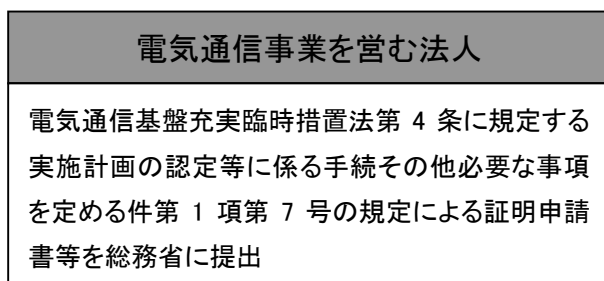 電気通信事業を営む法人
電気通信基盤充実臨時措置法第 4 条に規定する
実施計画の認定等に係る手続その他必要な事項
を定める件第 1 項第 7 号の規定による証明申請
書等を総務省に提出